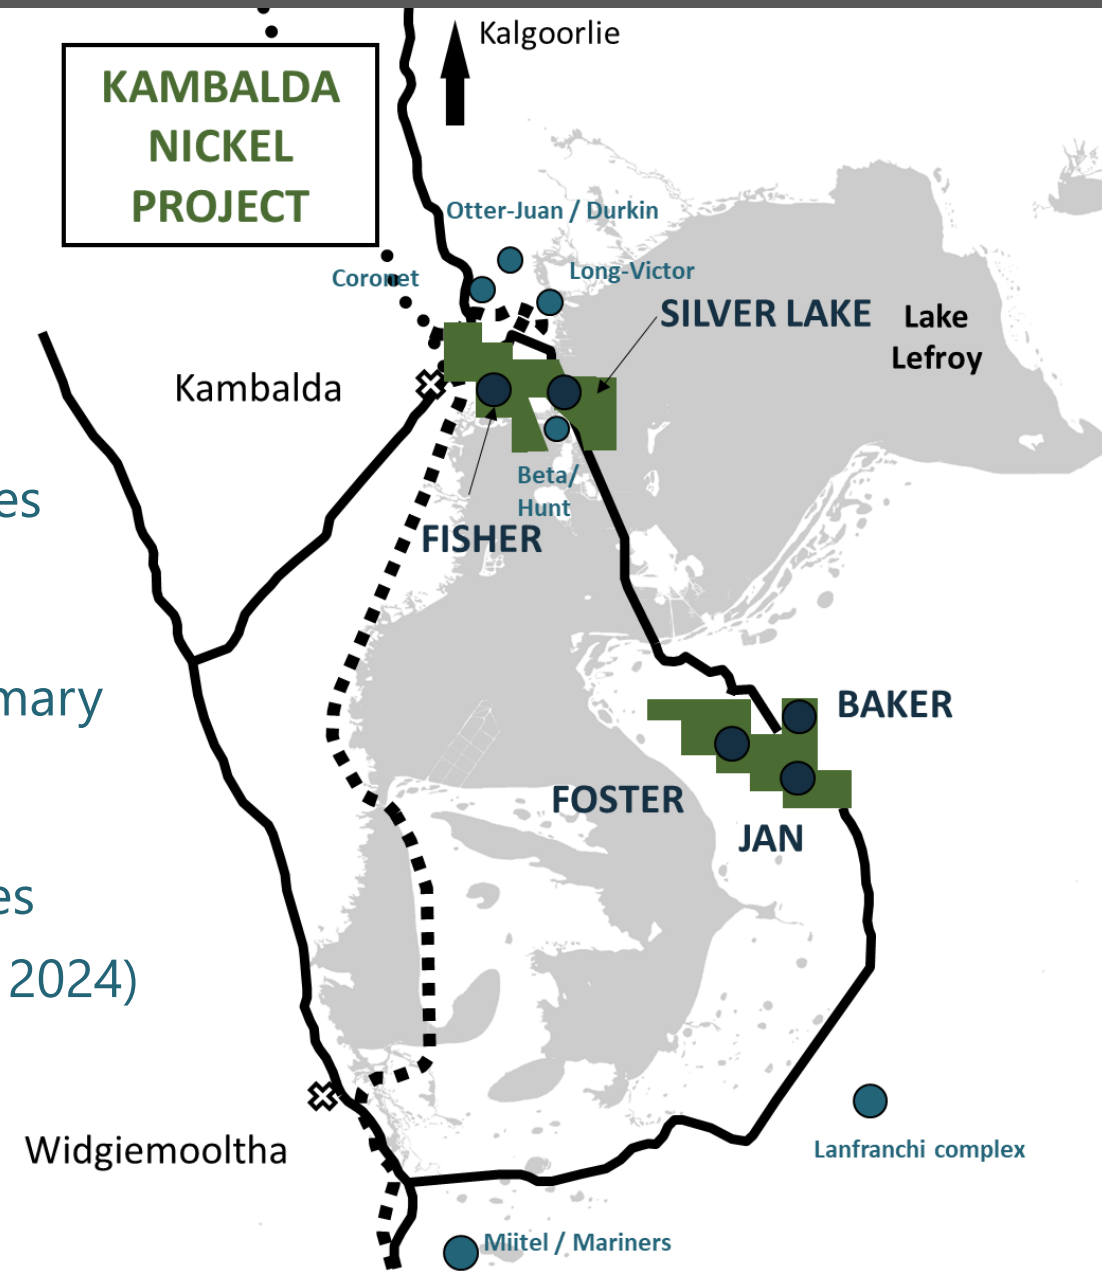 Kalgoorlie
KAMBALDA
NICKEL
PROJECT
Otter-Juan / Durkin
Coronet
Long-Victor
SILVER LAKE
Lake
Lefroy
Kambalda
Beta/
Hunt
es
FISHER
mary
BAKER
FOSTER
JAN
es
2024)
Widgiemooltha
Lanfranchi complex
Miitel / Mariners